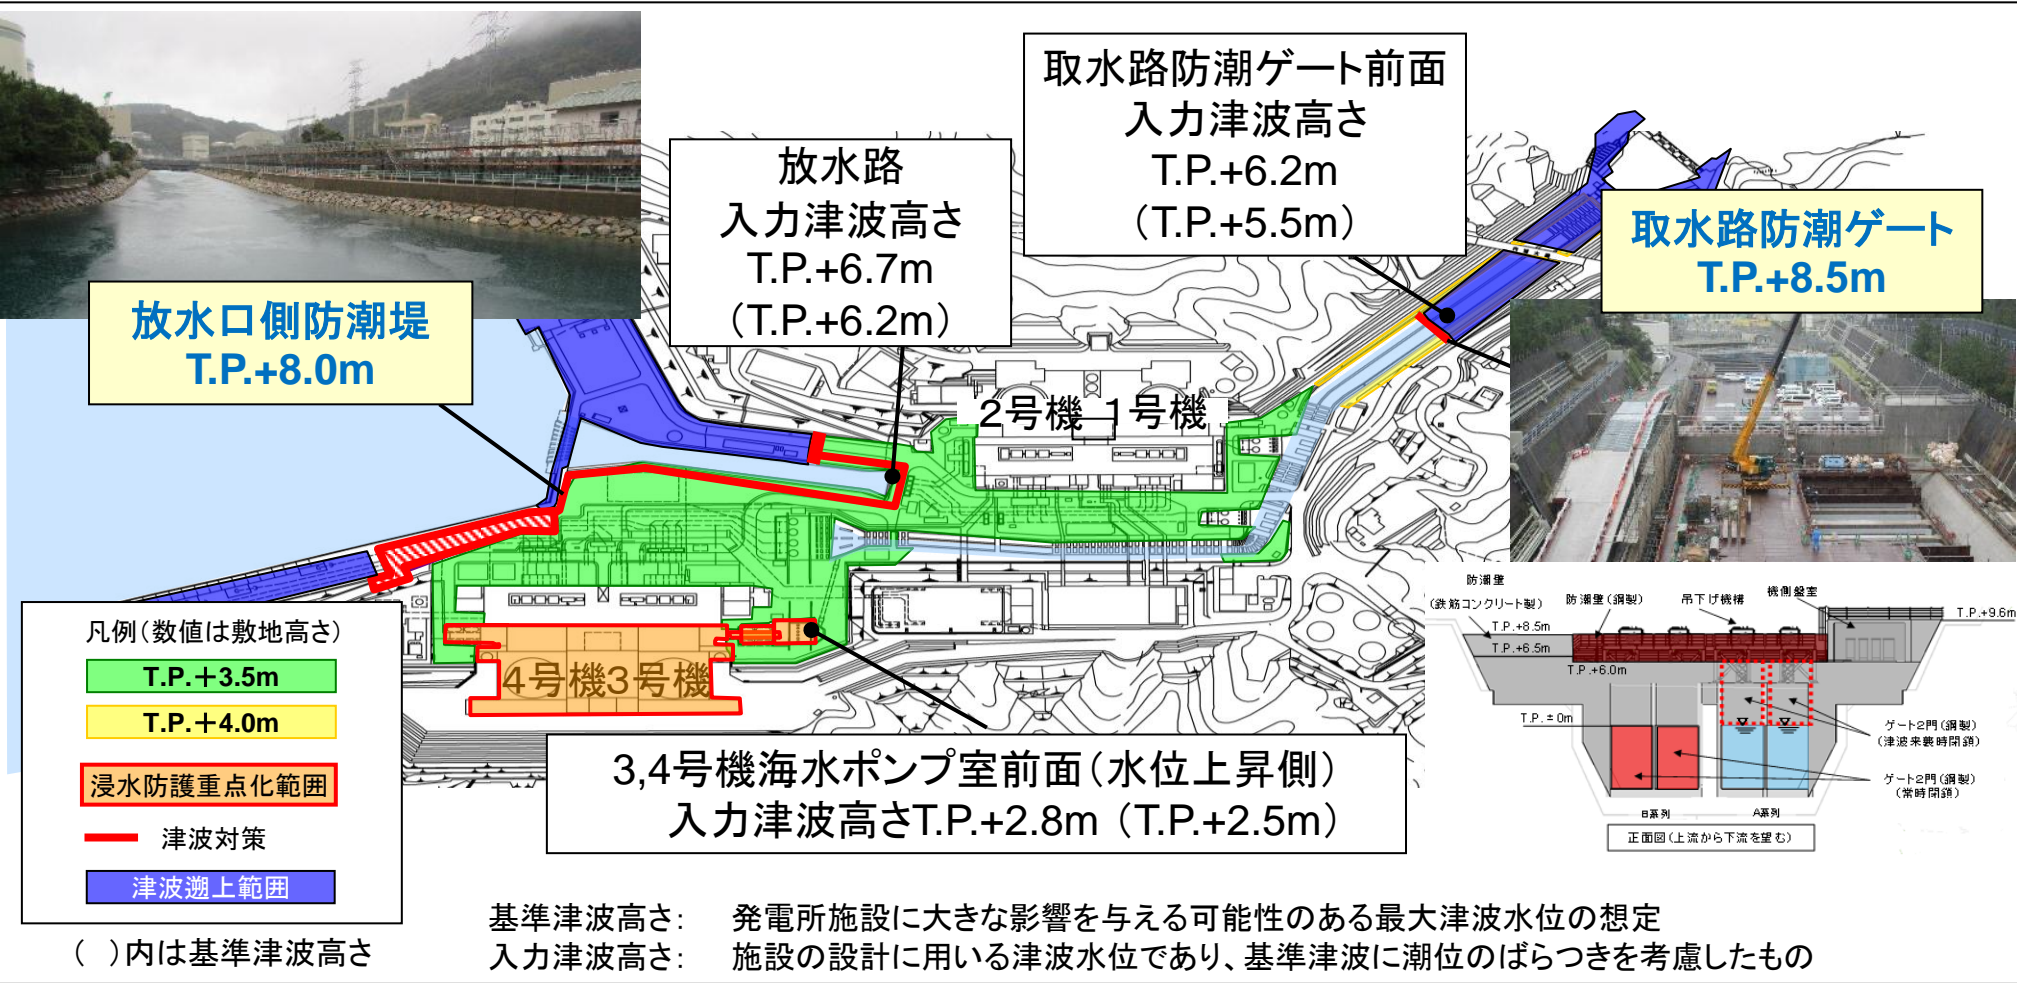 取水路防潮ゲート前面
入力津波高さ
T.P.+6.2m
（T.P.+5.5m）
放水路
入力津波高さ
T.P.+6.7m
（T.P.+6.2m）
取水路防潮ゲート
T.P.+8.5m
放水口側防潮堤
T.P.+8.0m
2号機
1号機
4号機3号機
3,4号機海水ポンプ室前面（水位上昇側）
入力津波高さT.P.+2.8m（T.P.+2.5m）
凡例（数値は敷地高さ）
T.P.＋3.5m
T.P.＋4.0m
浸水防護重点化範囲
津波対策
津波遡上範囲
（　）内は基準津波高さ
防潮壁
（鉄筋コンクリート製）
防潮壁（鋼製）
吊下げ機構
機側盤室
T.P.+9.6m
T.P.+8.5m
T.P.+6.5m
T.P.+6.0m
T.P.±0m
ゲート2門（鋼製）
（津波来襲時閉鎖）
ゲート2門（鋼製）
（常時閉鎖）
B系列
A系列
正面図（上流から下流を望む）
基準津波高さ：　発電所施設に大きな影響を与える可能性のある最大津波水位の想定
入力津波高さ：　施設の設計に用いる津波水位であり、基準津波に潮位のばらつきを考慮したもの